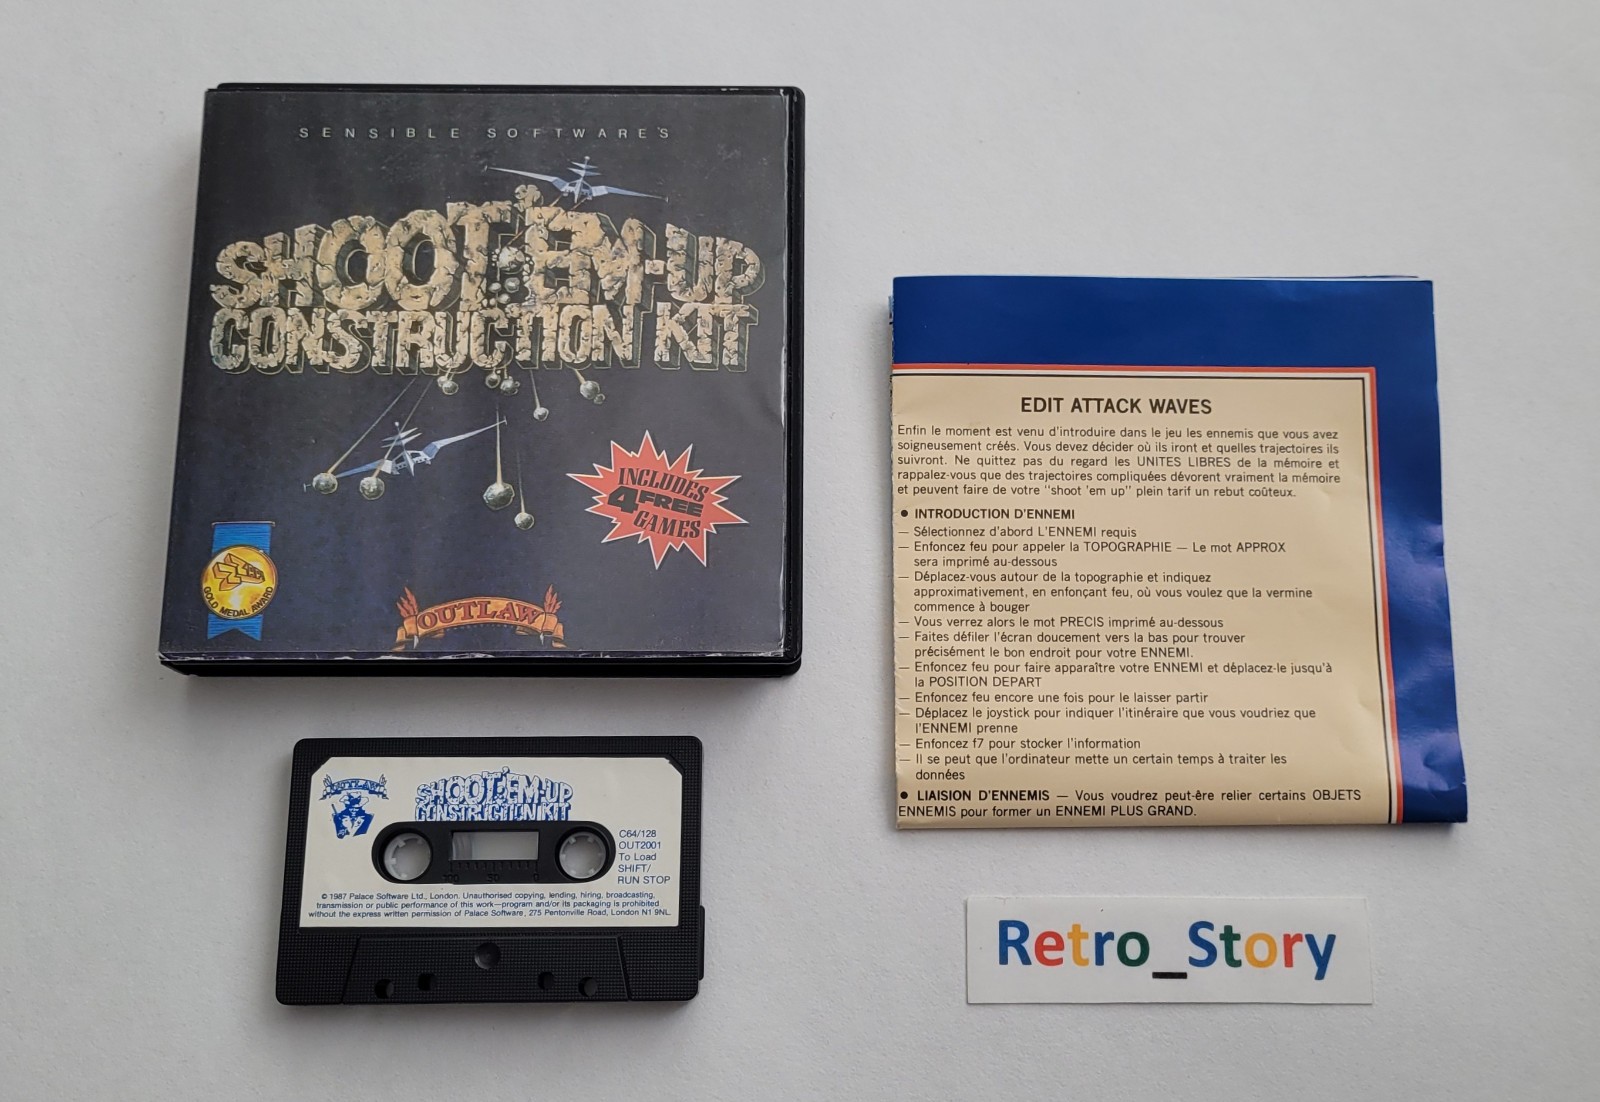 SENSIBLE SOFTWARE'S
SHOOT 'EM-UP
CONSTRUCTION KIT
INCLUDES
4 FREE
GAMES
GOLD MEDAL AWARD
OUTLAW
EDIT ATTACK WAVES
Enfin le moment est venu d'introduire dans le jeu les ennemis que vous avez
soigneusement créés. Vous devez décider où ils iront et quelles trajectoires ils
suivront. Ne quittez pas du regard les UNITES LIBRES de la mémoire et
rappalez-vous que des trajectoires compliquées dévorent vraiment la mémoire
et peuvent faire de votre "shoot 'em up" plein tarif un rebut coûteux.
● INTRODUCTION D'ENNEMI
— Sélectionnez d'abord L'ENNEMI requis
— Enfoncez feu pour appeler la TOPOGRAPHIE — Le mot APPROX
sera imprimé au-dessous
— Déplacez-vous autour de la topographie et indiquez
approximativement, en enfonçant feu, où vous voulez que la vermine
commence à bouger
— Vous verrez alors le mot PRECIS imprimé au-dessous
— Faites défiler l'écran doucement vers la bas pour trouver
précisément le bon endroit pour votre ENNEMI.
— Enfoncez feu pour faire apparaître votre ENNEMI et déplacez-le jusqu'à
la POSITION DEPART
— Enfoncez feu encore une fois pour le laisser partir
— Déplacez le joystick pour indiquer l'itinéraire que vous voudriez que
l'ENNEMI prenne
— Enfoncez f7 pour stocker l'information
— Il se peut que l'ordinateur mette un certain temps à traiter les
données
● LIAISON D'ENNEMIS — Vous voudrez peut-êre relier certains OBJETS
ENNEMIS pour former un ENNEMI PLUS GRAND.
OUTLAW
SHOOT 'EM-UP
CONSTRUCTION KIT
C64/128
OUT2001
To Load
SHIFT/
RUN STOP
100 50 0
© 1987 Palace Software Ltd., London. Unauthorised copying, lending, hiring, broadcasting,
transmission or public performance of this work—program and/or its packaging is prohibited
without the express written permission of Palace Software, 275 Pentonville Road, London N1 9NL.
Retro_Story